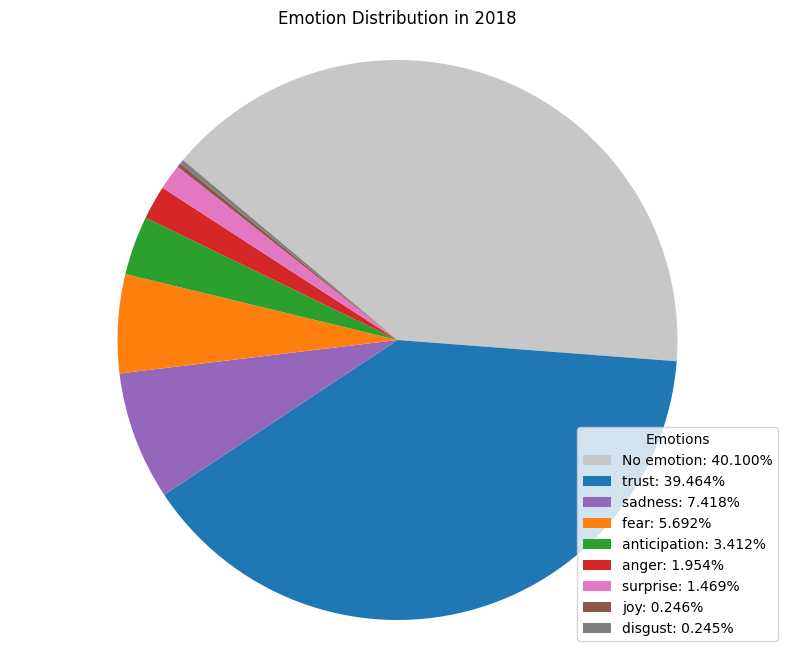 Emotion Distribution in 2018
Emotions
No emotion: 40.100%
trust: 39.464%
sadness: 7.418%
fear: 5.692%
anticipation: 3.412%
anger: 1.954%
surprise: 1.469%
joy: 0.246%
disgust: 0.245%